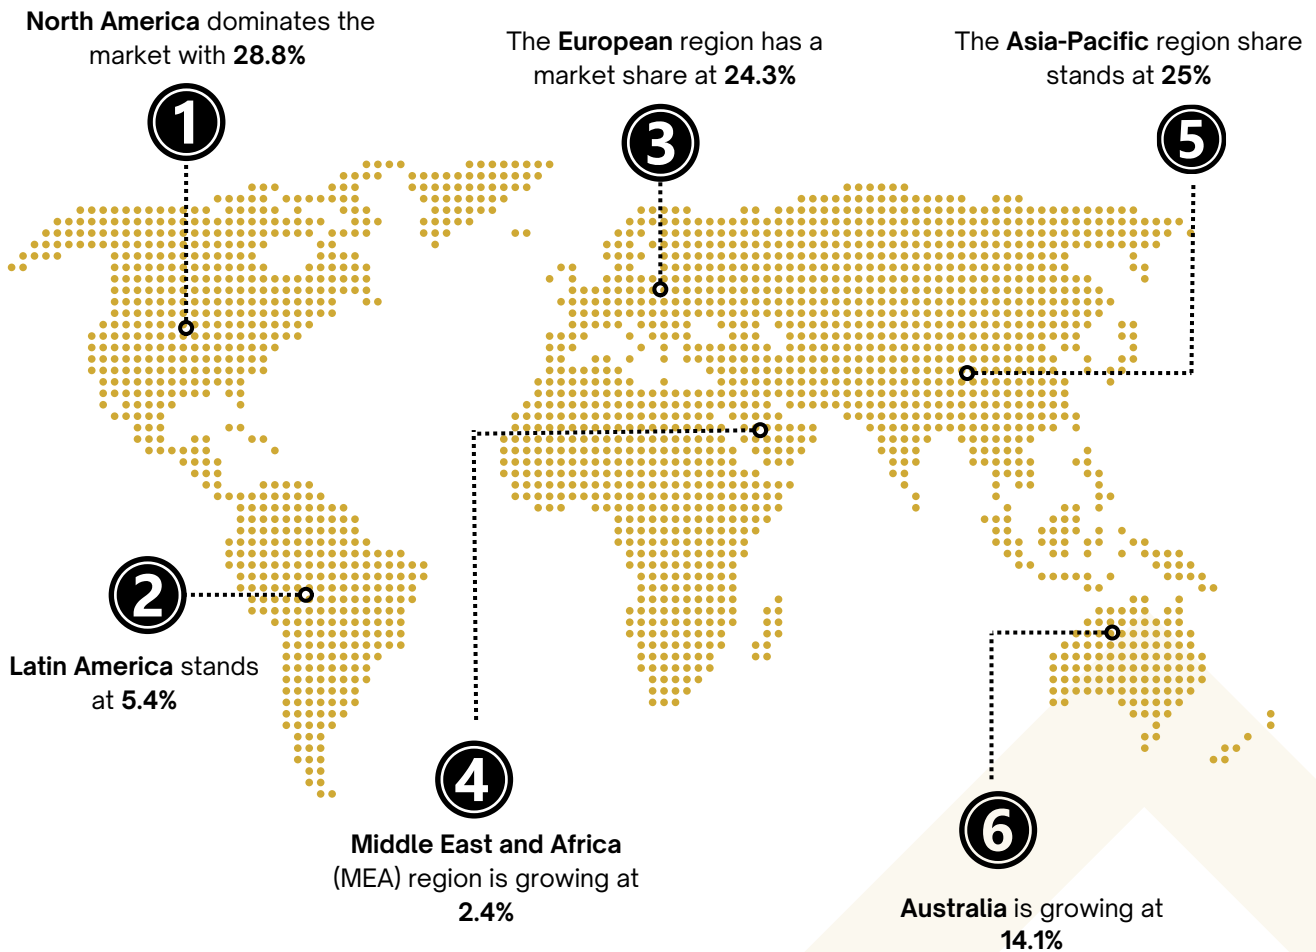 North America dominates the
market with 28.8%
1
The European region has a
market share at 24.3%
3
The Asia-Pacific region share
stands at 25%
5
2
Latin America stands
at 5.4%
4
Middle East and Africa
(MEA) region is growing at
2.4%
6
Australia is growing at
14.1%